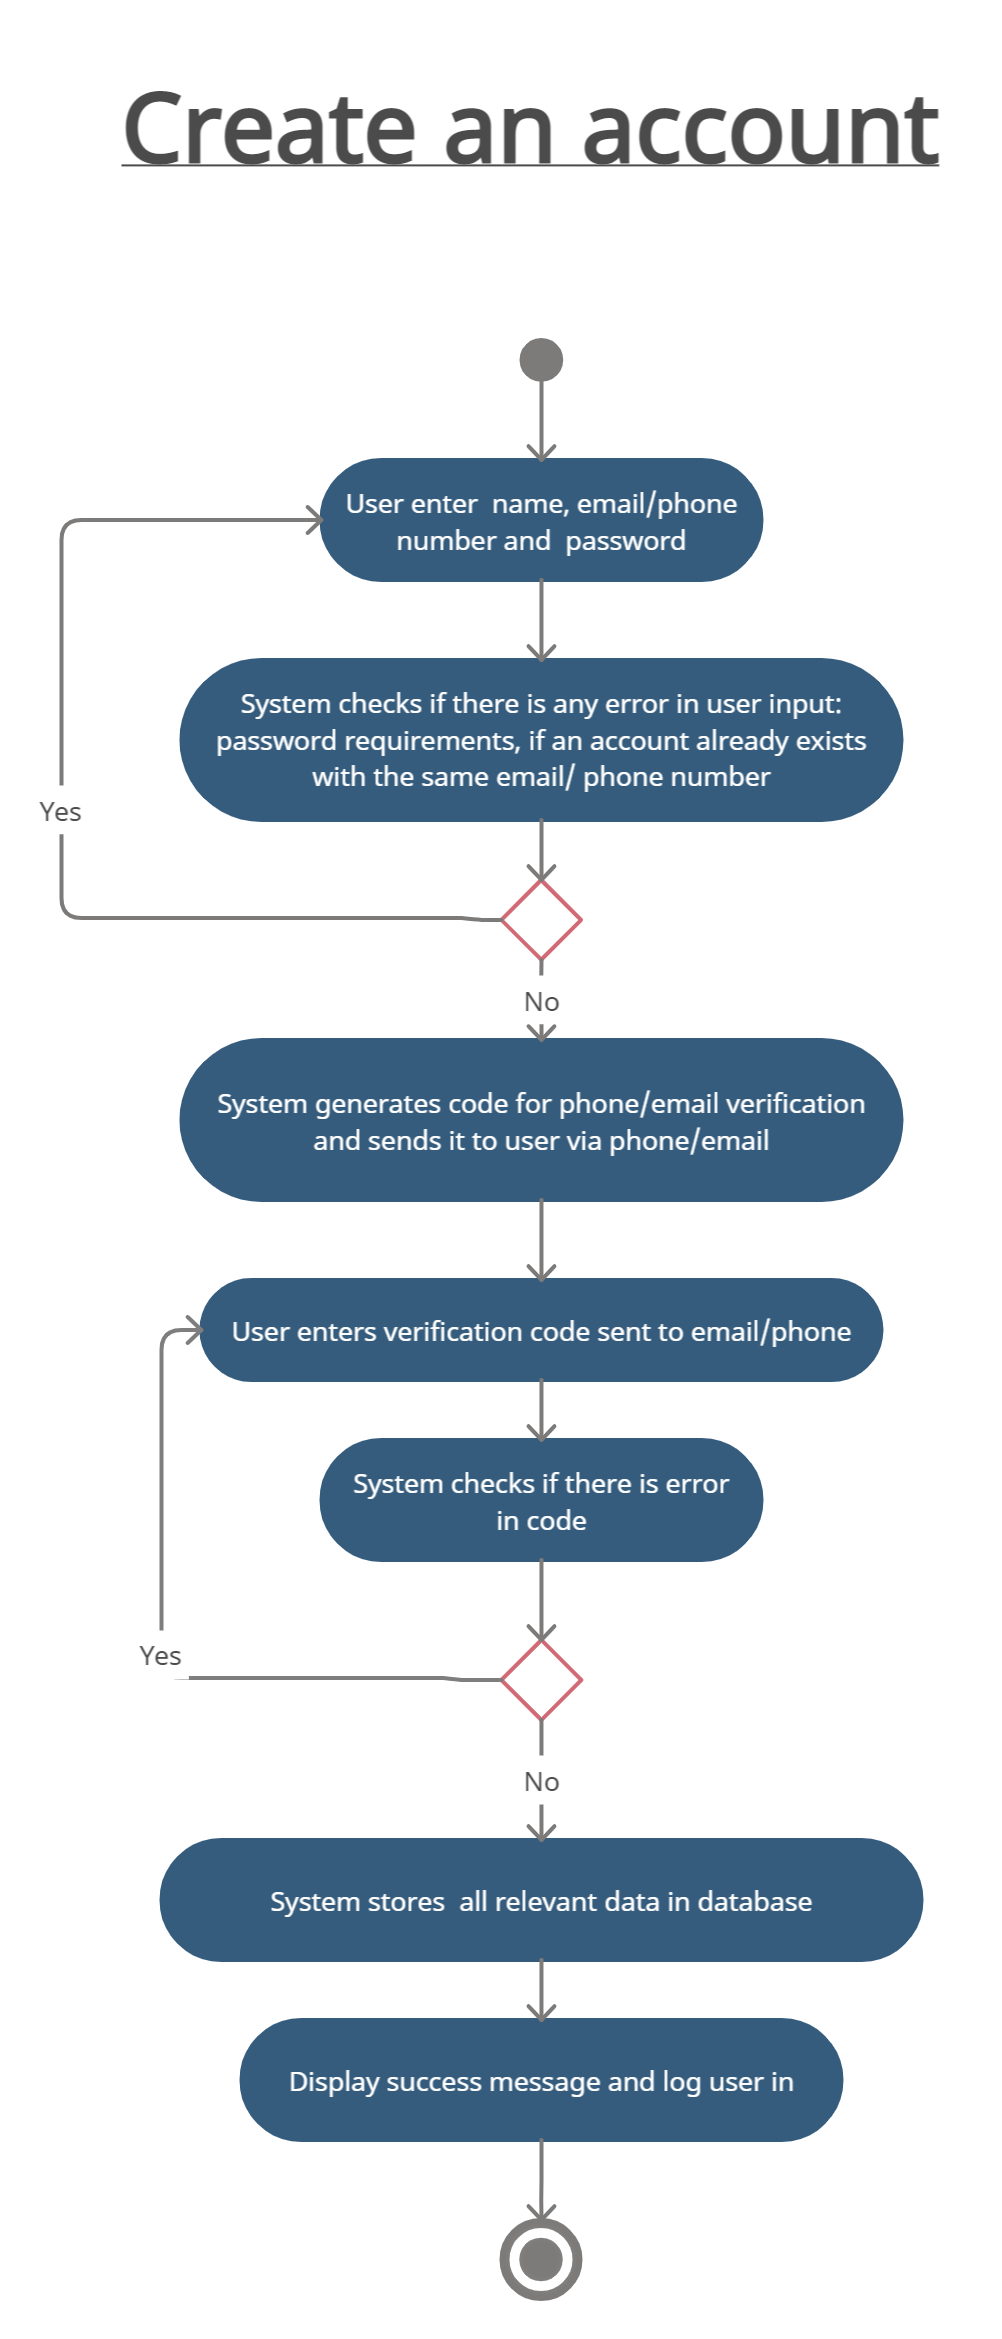 Create an account
User enter  name, email/phone
number and  password
System checks if there is any error in user input:
password requirements, if an account already exists
with the same email/ phone number
Yes
No
System generates code for phone/email verification
and sends it to user via phone/email
User enters verification code sent to email/phone
System checks if there is error
in code
Yes
No
System stores  all relevant data in database
Display success message and log user in